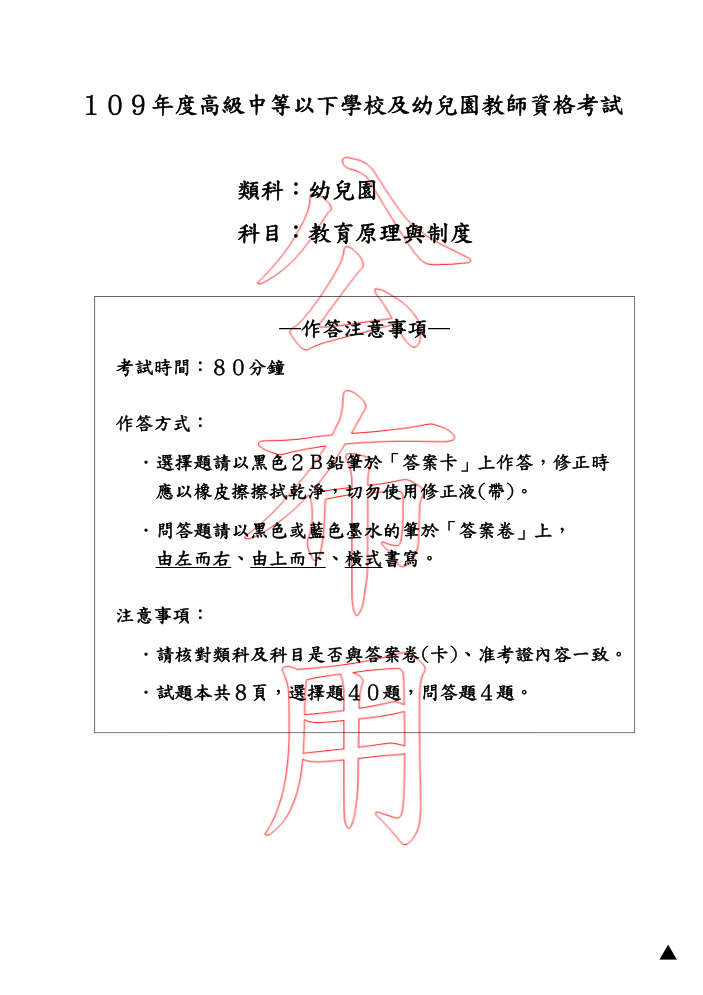 １０９年度高級中等以下學校及幼兒園教師資格考試
類科：幼兒園
科目：教育原理與制度
—作答注意事項—
考試時間：８０分鐘
作答方式：
．選擇題請以黑色２Ｂ鉛筆於「答案卡」上作答，修正時
應以橡皮擦擦拭乾淨，切勿使用修正液(帶)。
．問答題請以黑色或藍色墨水的筆於「答案卷」上，
由左而右、由上而下、橫式書寫。
注意事項：
．請核對類科及科目是否與答案卷(卡)、准考證內容一致。
．試題本共８頁，選擇題４０題，問答題４題。
公布用